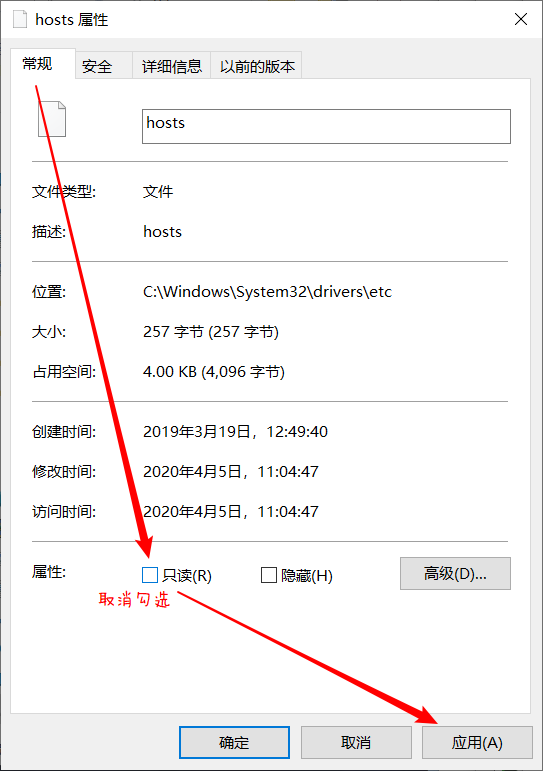 hosts 属性
常规 安全 详细信息 以前的版本
hosts
文件类型: 文件
描述: hosts
位置: C:\Windows\System32\drivers\etc
大小: 257 字节 (257 字节)
占用空间: 4.00 KB (4,096 字节)
创建时间: 2019年3月19日，12:49:40
修改时间: 2020年4月5日，11:04:47
访问时间: 2020年4月5日，11:04:47
属性: 只读(R) 隐藏(H) 高级(D)...
取消勾选
确定 取消 应用(A)